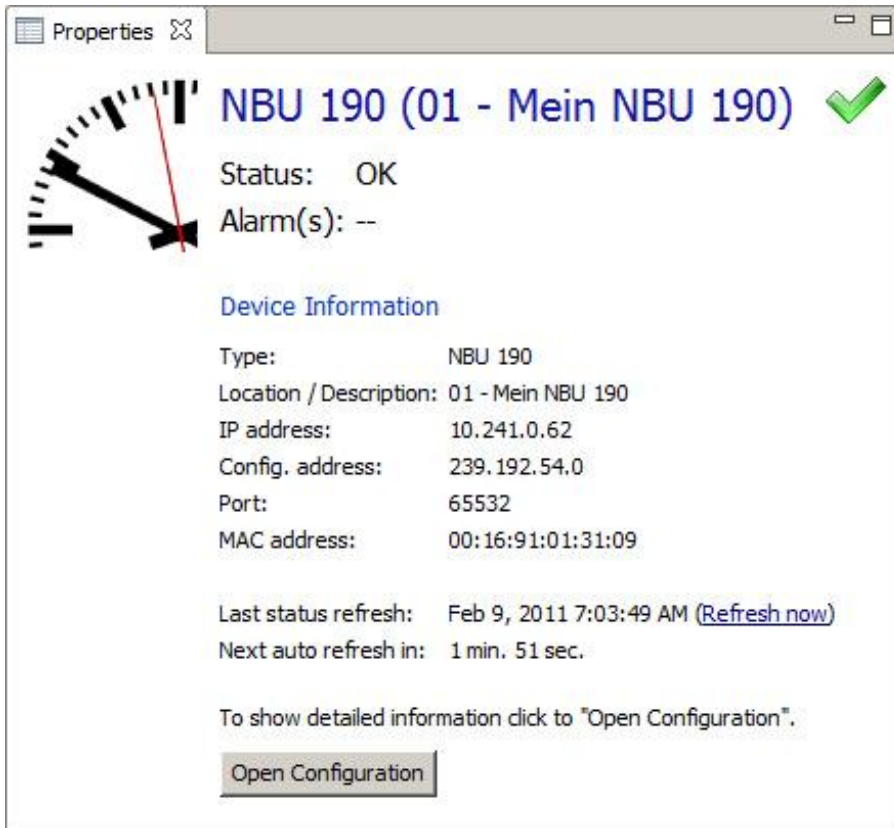 Properties
NBU 190 (01 - Mein NBU 190)
Status: OK
Alarm(s): --
Device Information
Type: NBU 190
Location / Description: 01 - Mein NBU 190
IP address: 10.241.0.62
Config. address: 239.192.54.0
Port: 65532
MAC address: 00:16:91:01:31:09
Last status refresh: Feb 9, 2011 7:03:49 AM (Refresh now)
Next auto refresh in: 1 min. 51 sec.
To show detailed information click to "Open Configuration".
Open Configuration